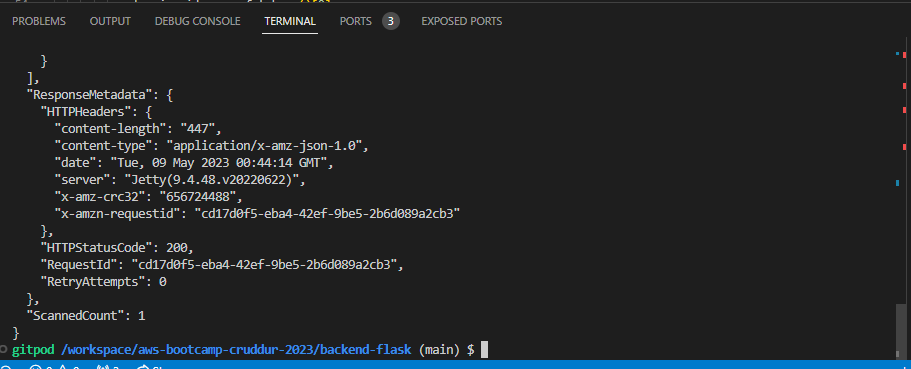 PROBLEMS OUTPUT DEBUG CONSOLE TERMINAL PORTS 3 EXPOSED PORTS
}
],
"ResponseMetadata": {
"HTTPHeaders": {
"content-length": "447",
"content-type": "application/x-amz-json-1.0",
"date": "Tue, 09 May 2023 00:44:14 GMT",
"server": "Jetty(9.4.48.v20220622)",
"x-amz-crc32": "656724488",
"x-amzn-requestid": "cd17d0f5-eba4-42ef-9be5-2b6d089a2cb3"
},
"HTTPStatusCode": 200,
"RequestId": "cd17d0f5-eba4-42ef-9be5-2b6d089a2cb3",
"RetryAttempts": 0
},
"ScannedCount": 1
}
gitpod /workspace/aws-bootcamp-cruddur-2023/backend-flask (main) $